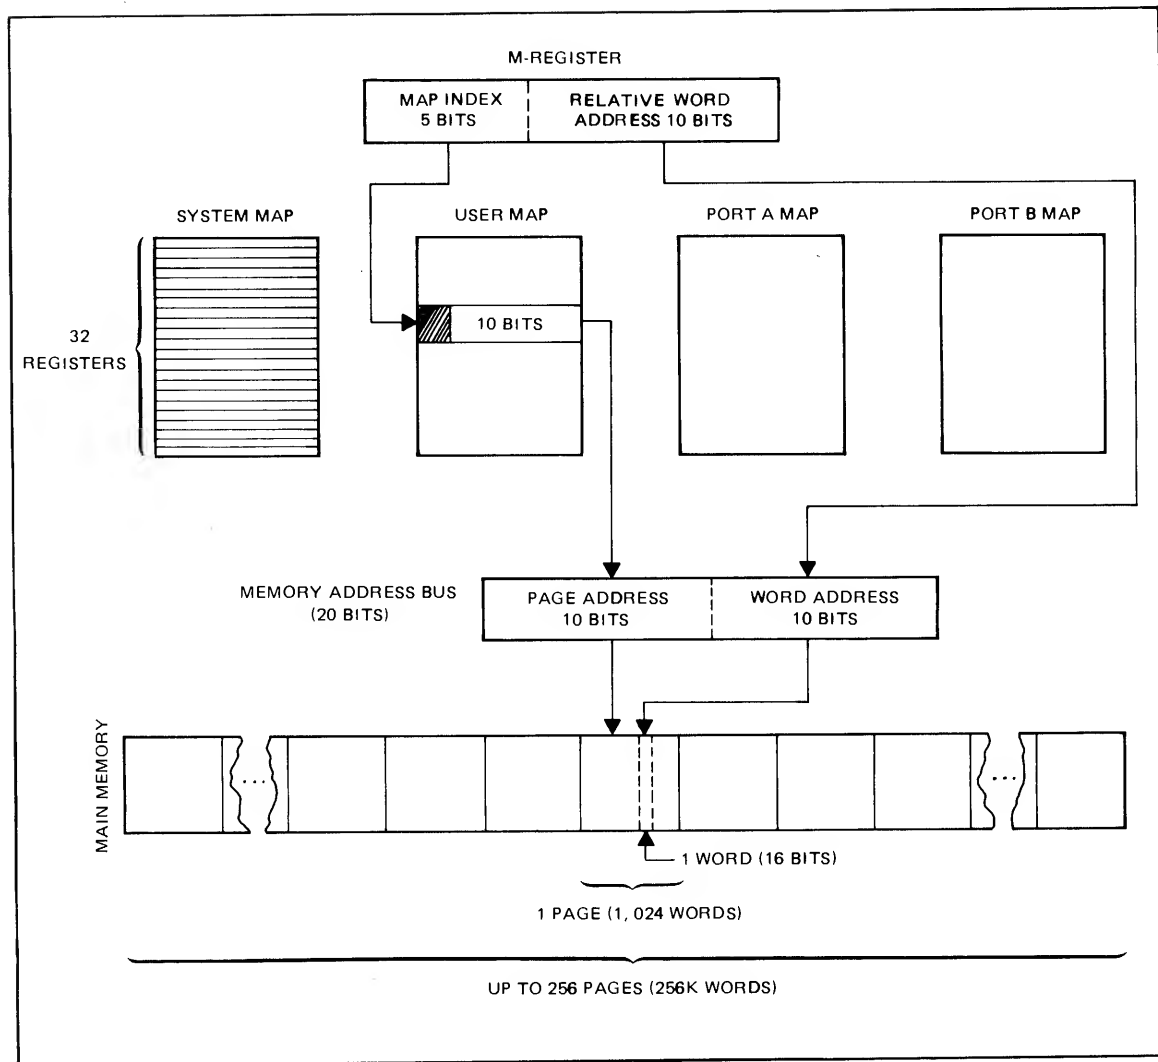 M-REGISTER
MAP INDEX
5 BITS
RELATIVE WORD
ADDRESS 10 BITS
SYSTEM MAP
USER MAP
PORT A MAP
PORT B MAP
32
REGISTERS
10 BITS
MEMORY ADDRESS BUS
(20 BITS)
PAGE ADDRESS
10 BITS
WORD ADDRESS
10 BITS
MAIN MEMORY
...
...
1 WORD (16 BITS)
1 PAGE (1, 024 WORDS)
UP TO 256 PAGES (256K WORDS)